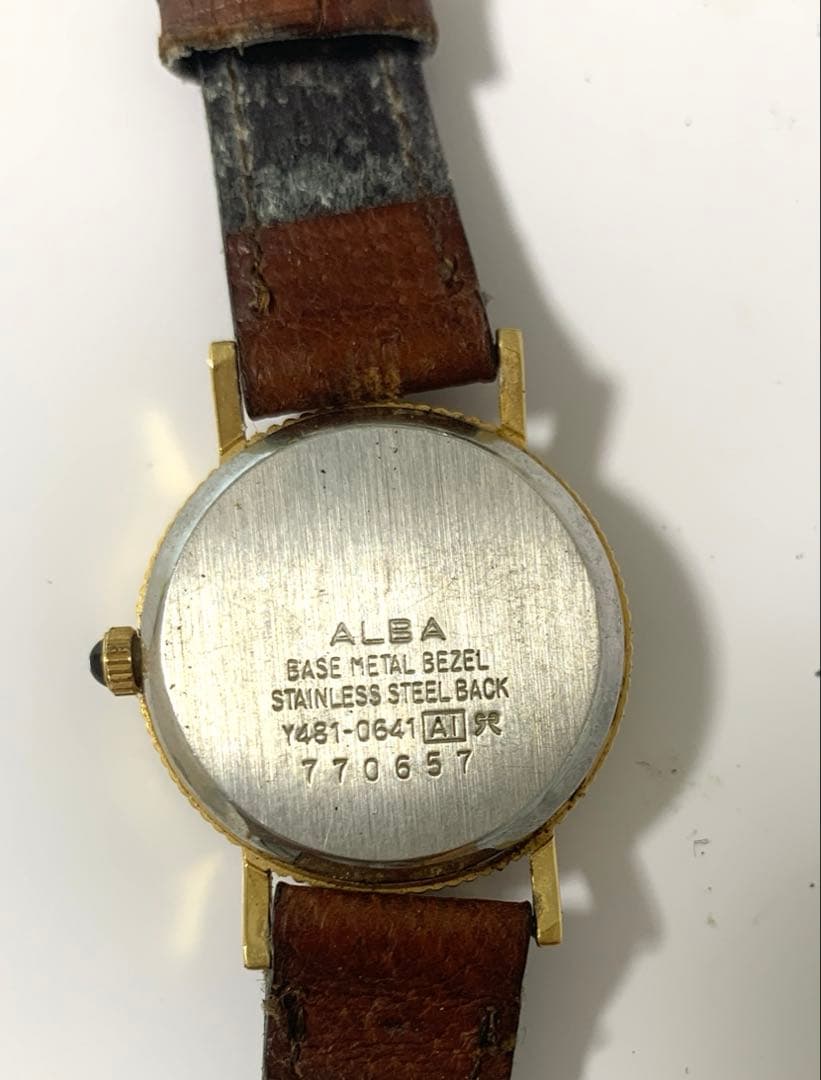 ALBA
BASE METAL BEZEL
STAINLESS STEEL BACK
Y481-0641 AI
770657